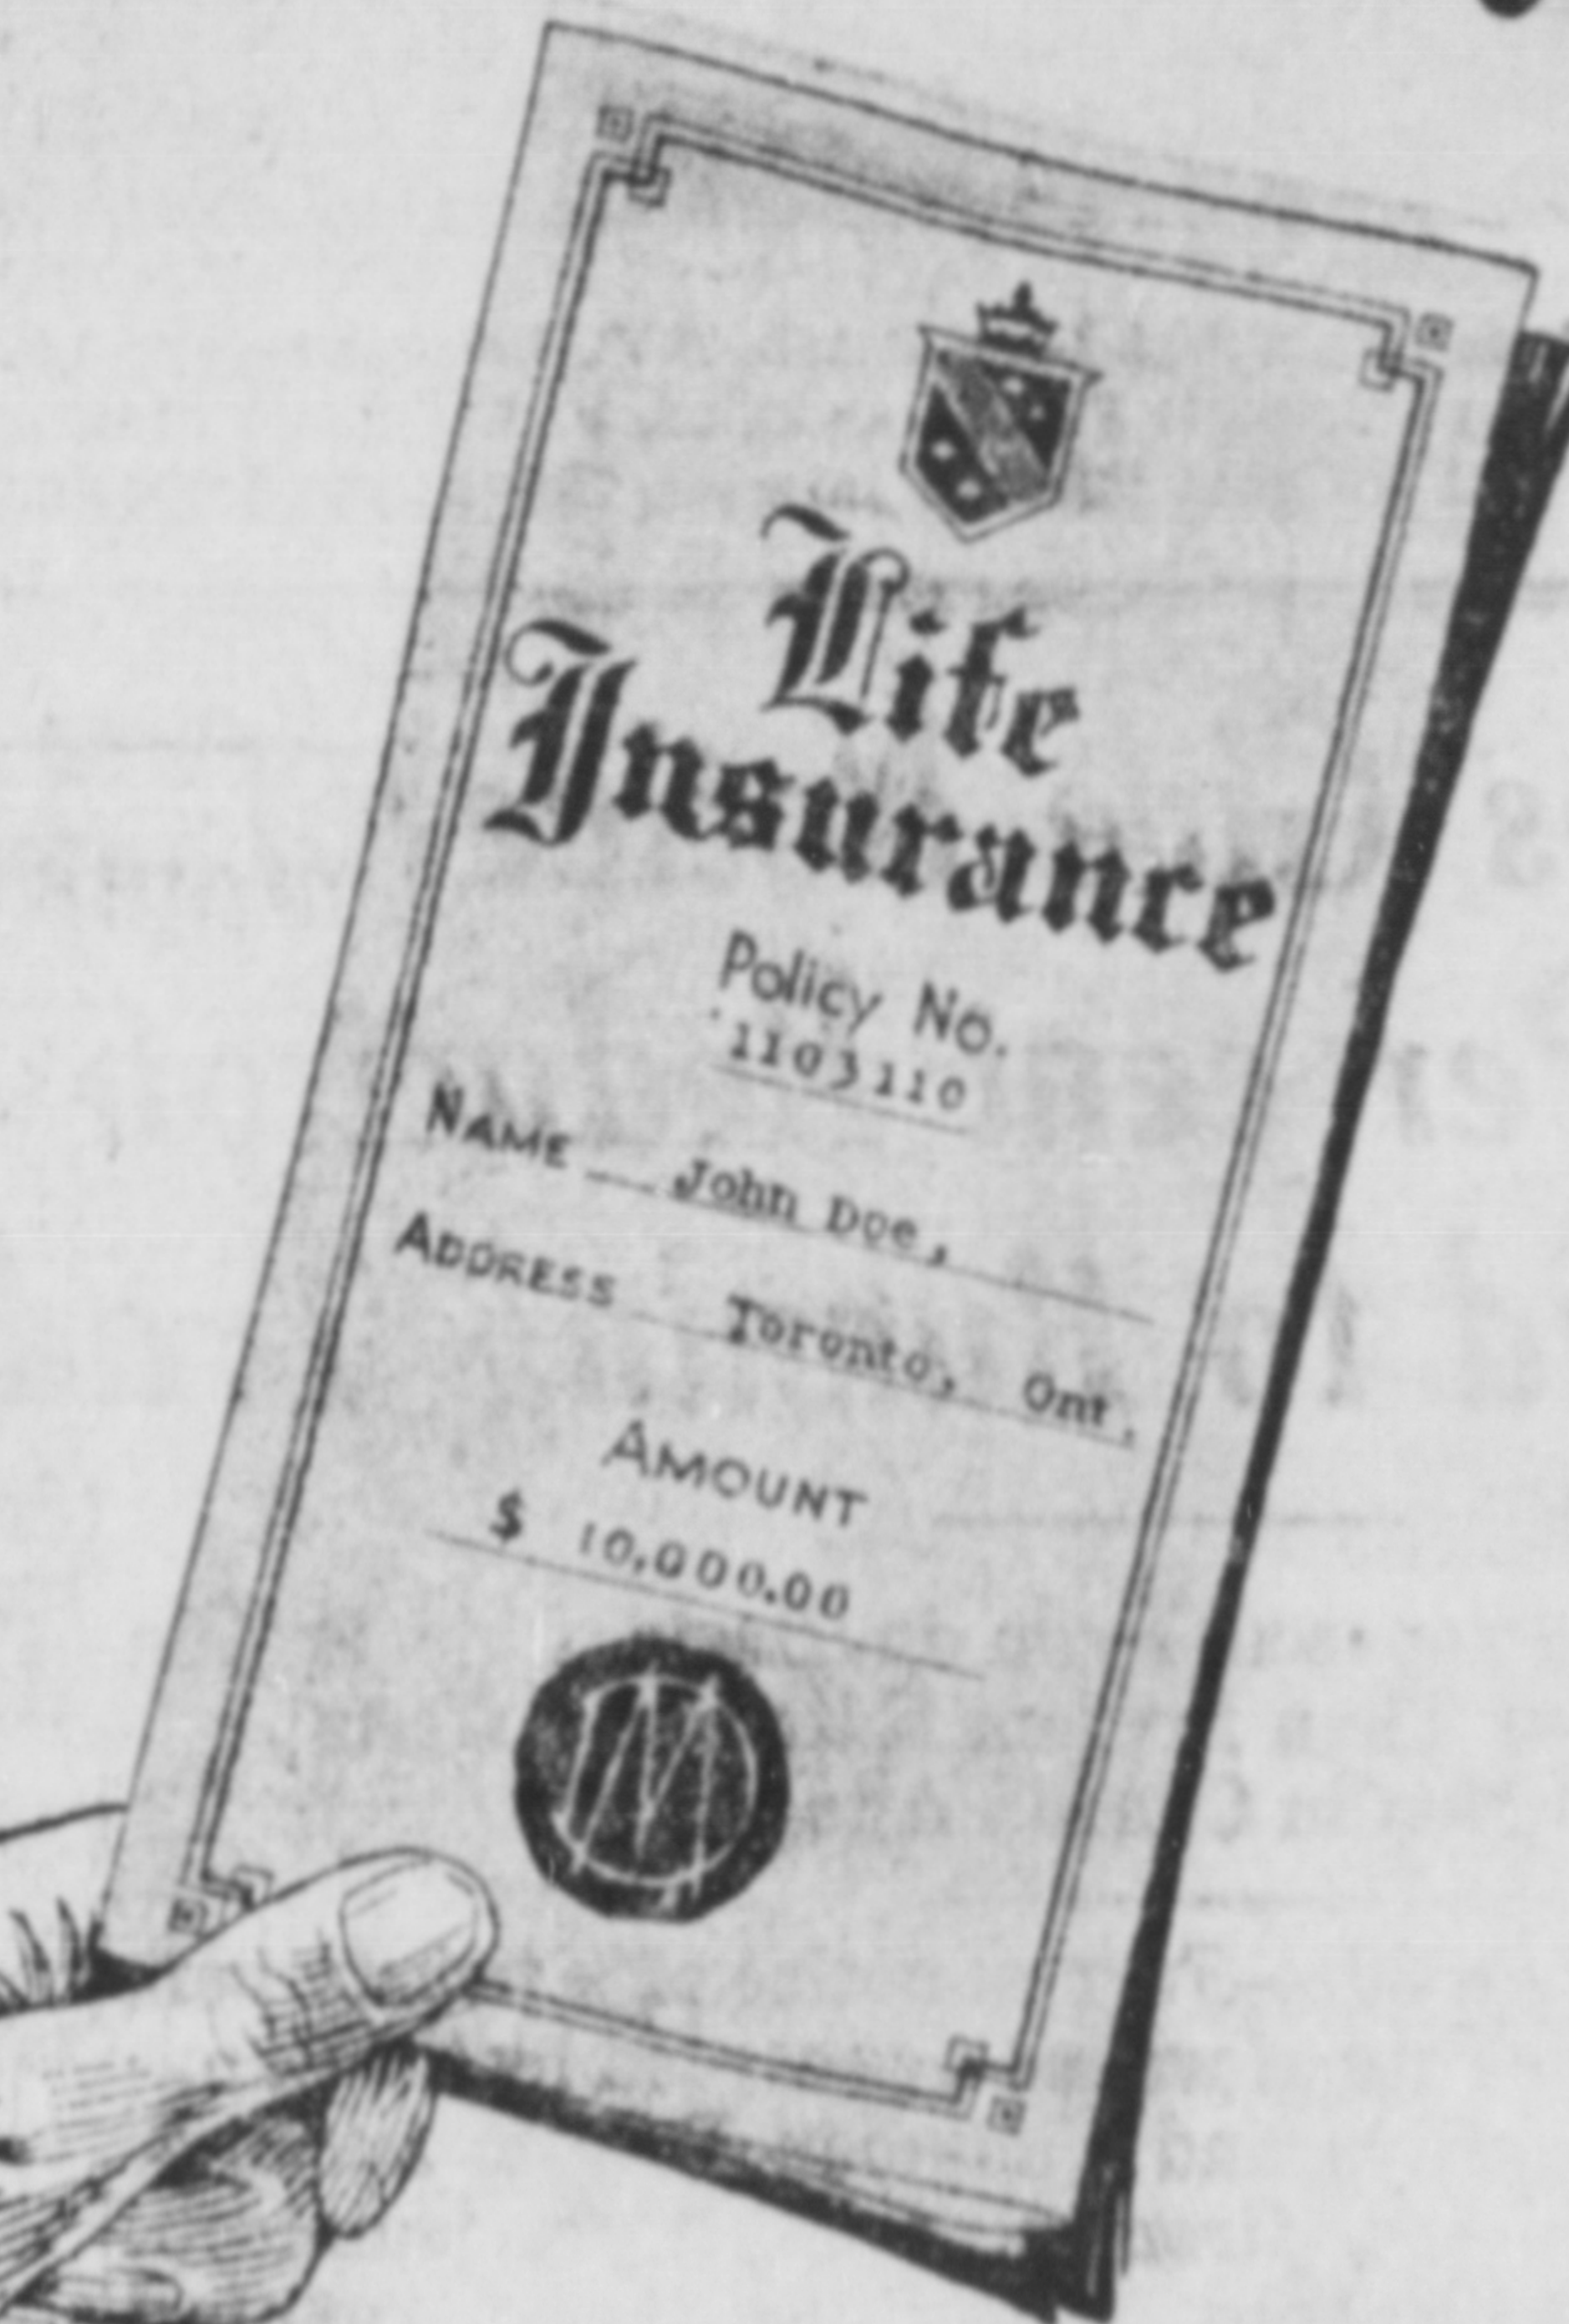 Life
Insurance
Policy No.
1103110
NAME John Doe,
ADDRESS Toronto, Ont.
AMOUNT
$ 10,000.00